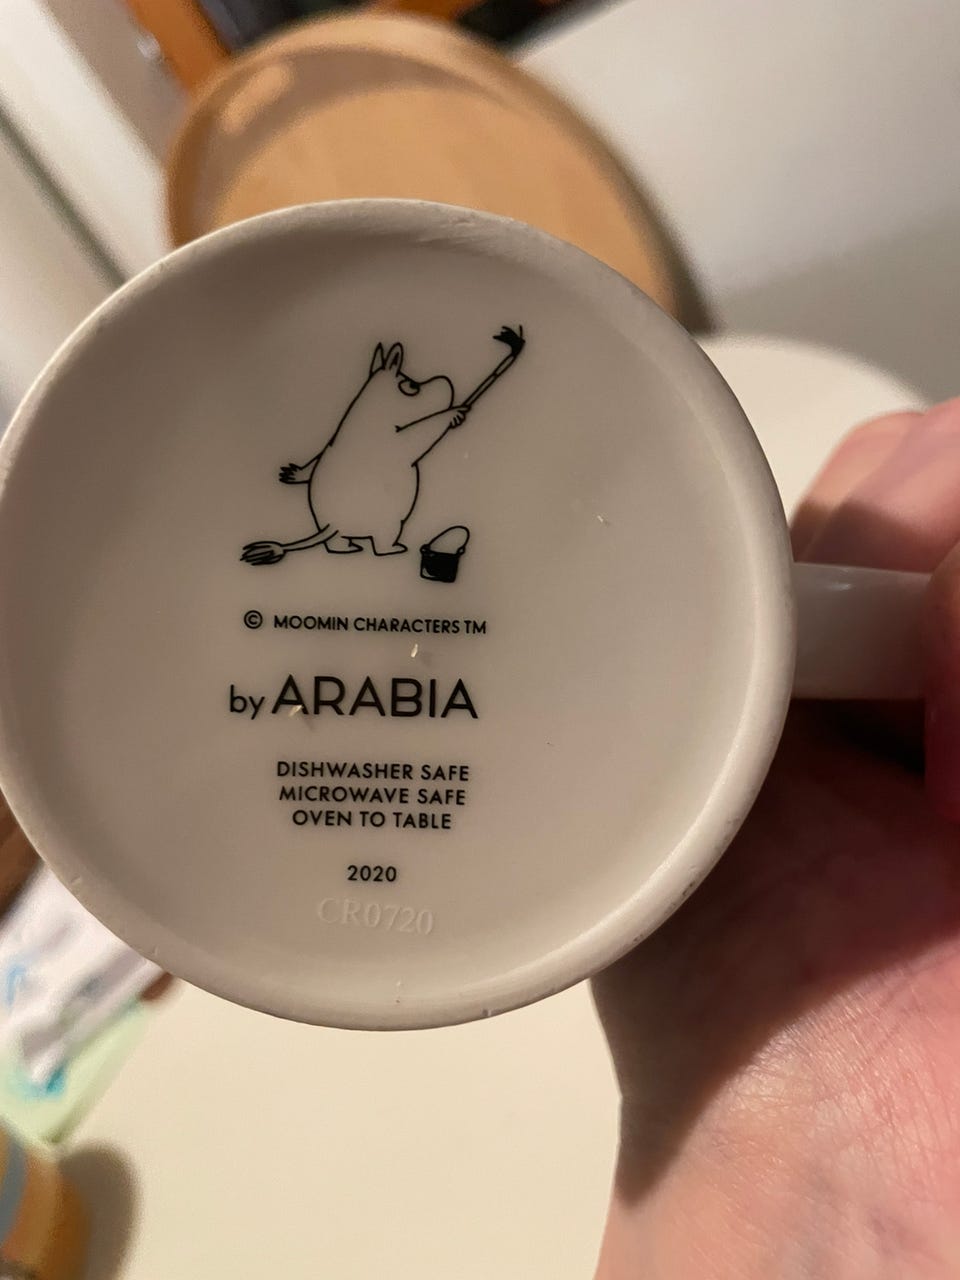 © MOOMIN CHARACTERS TM
by ARABIA
DISHWASHER SAFE
MICROWAVE SAFE
OVEN TO TABLE
2020
CR0720